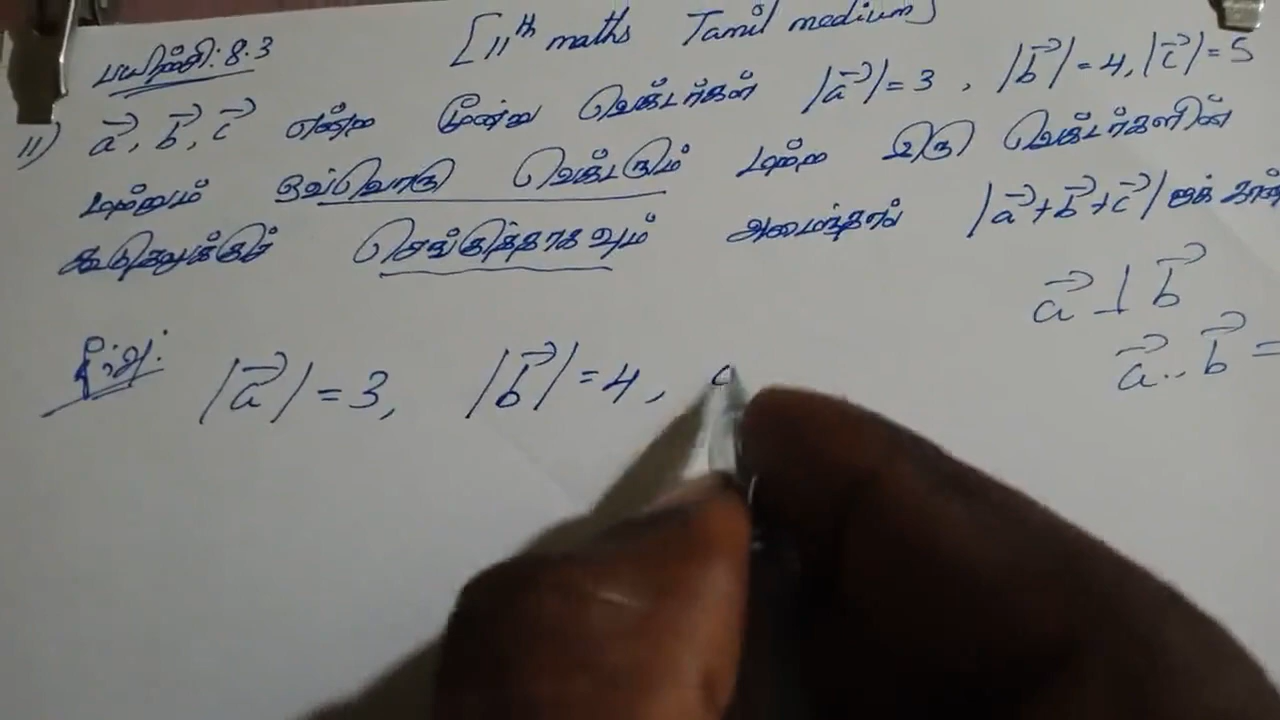 [11th maths Tamil medium]
பயிற்சி: 8.3
11) a⃗, b⃗, c⃗ என்ற மூன்று வெக்டர்கள் |a⃗| = 3, |b⃗| = 4, |c⃗| = 5
மற்றும் ஒவ்வொரு வெக்டரும் மற்ற இரு வெக்டர்களின்
கூடுதலுக்குச் செங்குத்தாகவும் அமைந்தால் |a⃗+b⃗+c⃗| ஐக் காண்
a⃗ ⊥ b⃗
a⃗ . b⃗ =
|a⃗| = 3, |b⃗| = 4,